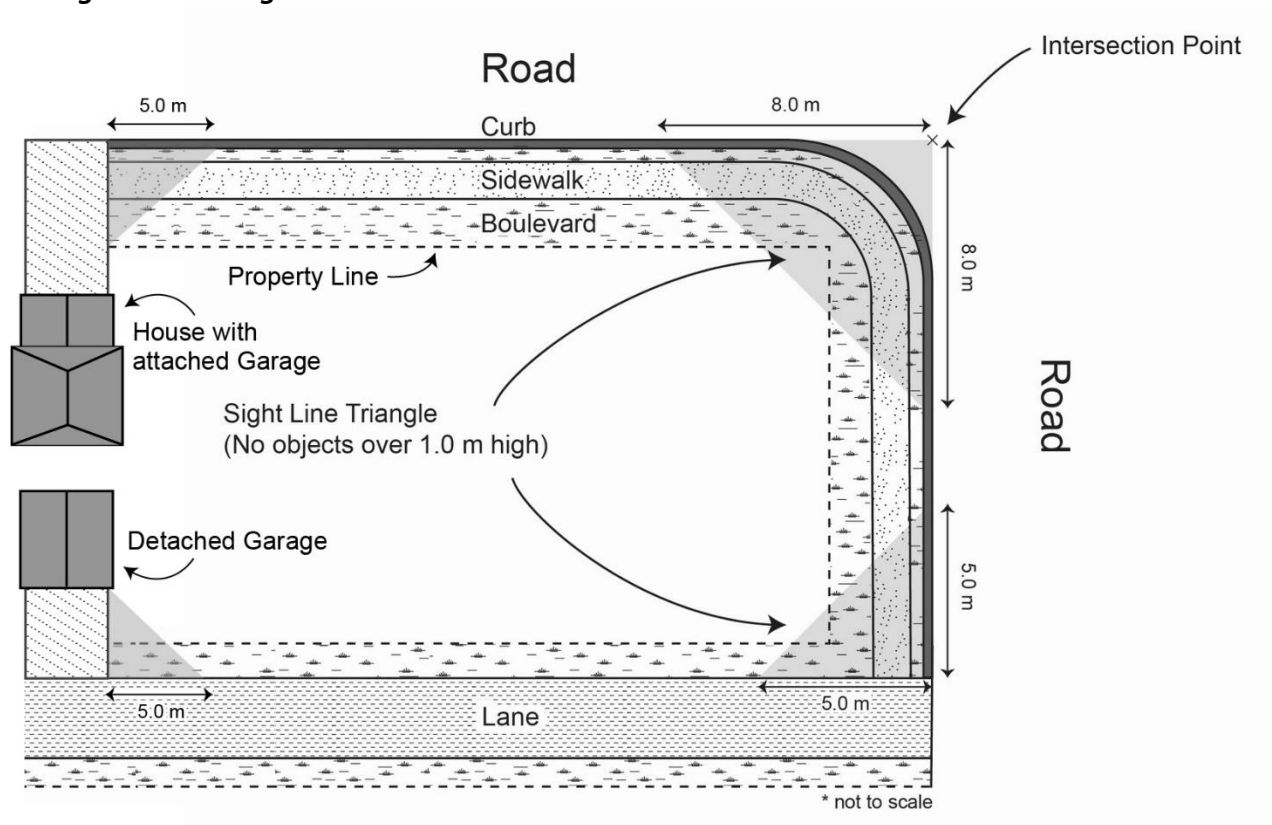 Road
Intersection Point
5.0 m
8.0 m
Curb
Sidewalk
Boulevard
Property Line
8.0 m
House with
attached Garage
Road
Sight Line Triangle
(No objects over 1.0 m high)
Detached Garage
5.0 m
5.0 m
5.0 m
Lane
* not to scale